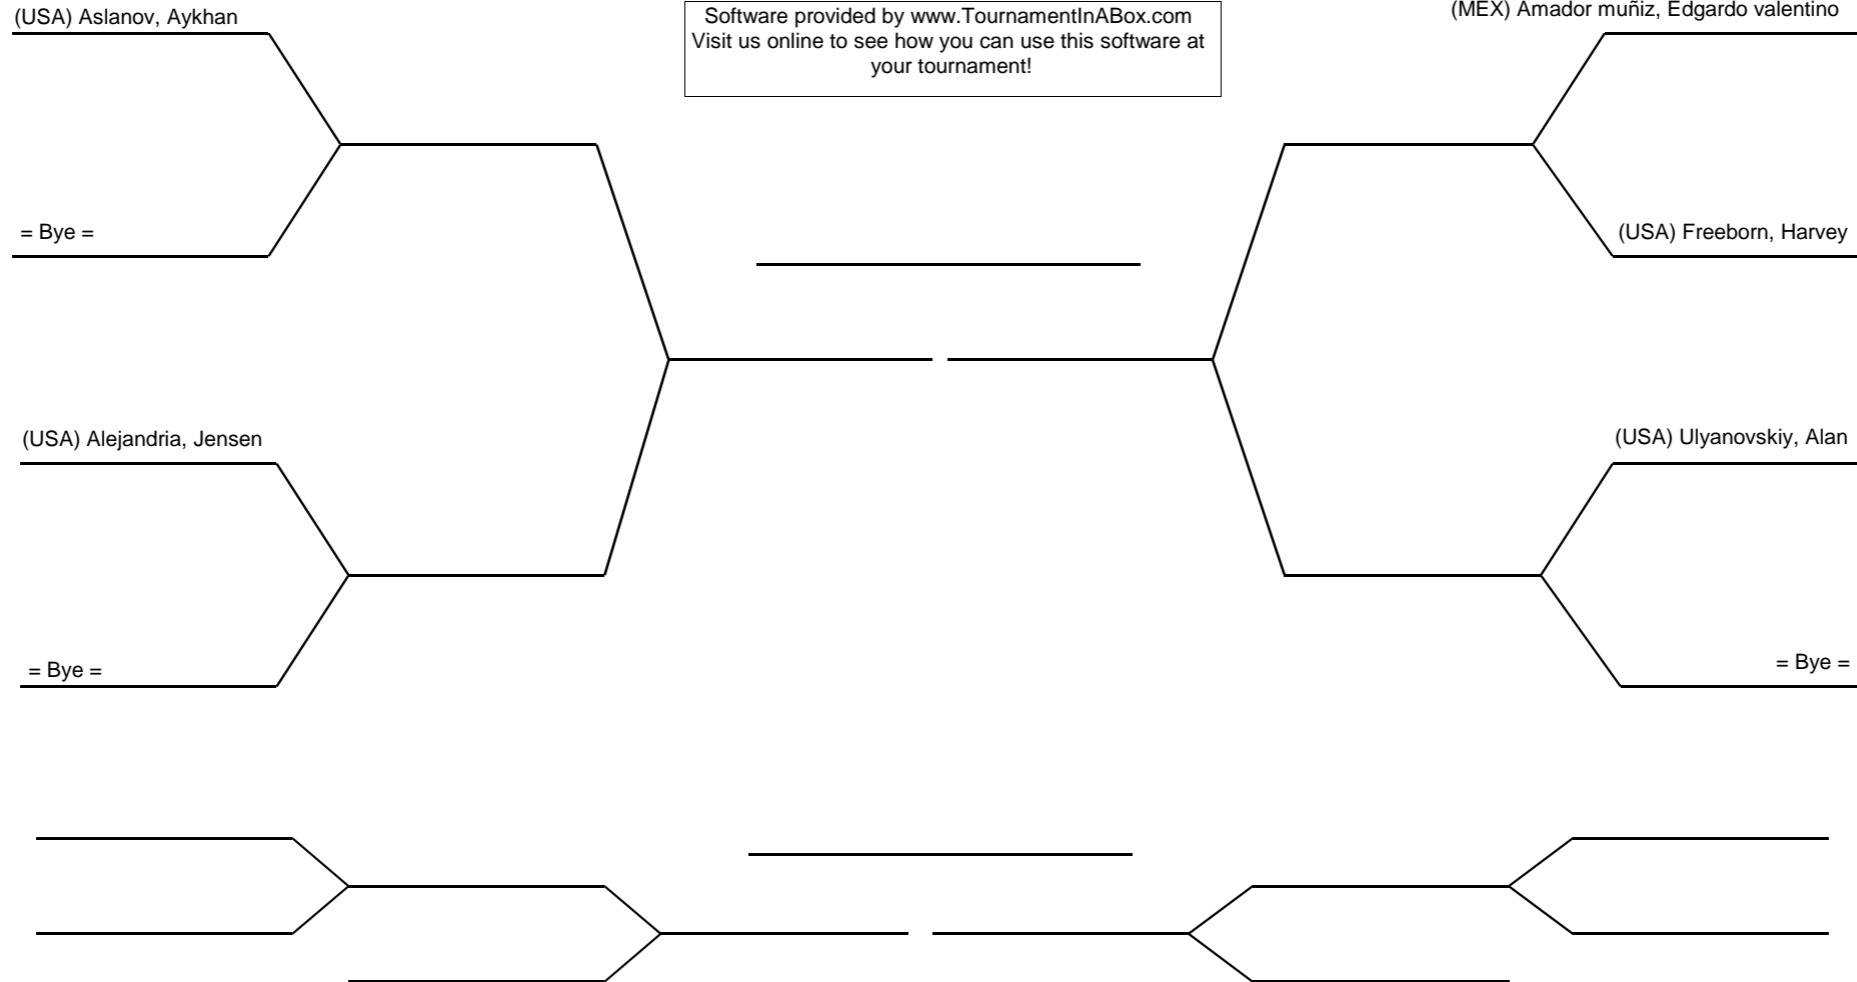 (USA) Aslanov, Aykhan
Software provided by www.TournamentInABox.com
Visit us online to see how you can use this software at
your tournament!
(MEX) Amador muñiz, Edgardo valentino
= Bye =
(USA) Freeborn, Harvey
(USA) Alejandria, Jensen
(USA) Ulyanovskiy, Alan
= Bye =
= Bye =